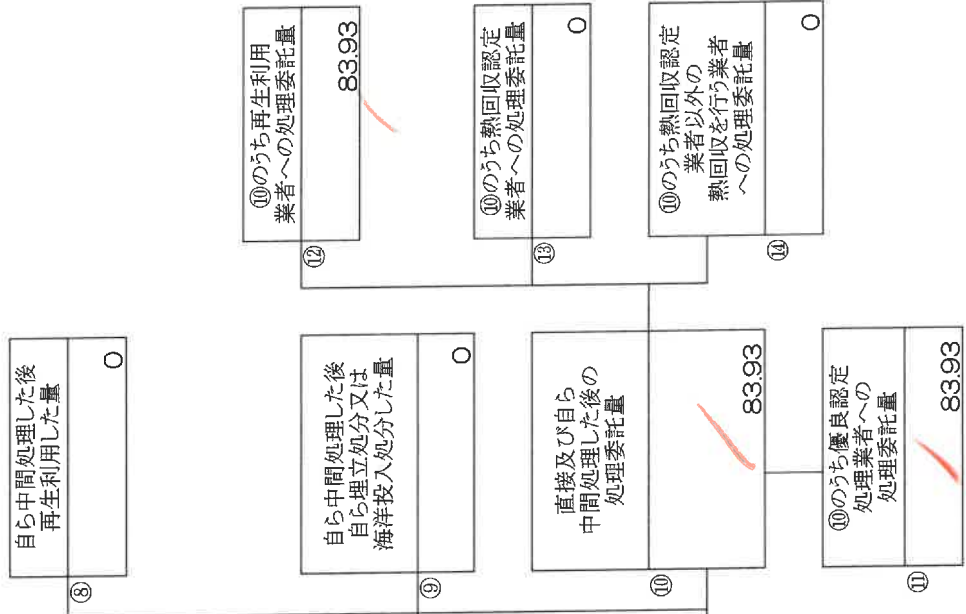 自ら中間処理した後
再生利用した量
0
⑧
自ら中間処理した後
自ら埋立処分又は
海洋投入処分した量
0
⑨
直接及び自ら
中間処理した後の
処理委託量
83.93
⑩
⑩のうち優良認定
処理業者への
処理委託量
83.93
⑪
⑩のうち再生利用
業者への処理委託量
83.93
⑫
⑩のうち熱回収認定
業者への処理委託量
0
⑬
⑩のうち熱回収認定
業者以外の
熱回収を行う業者
への処理委託量
0
⑭